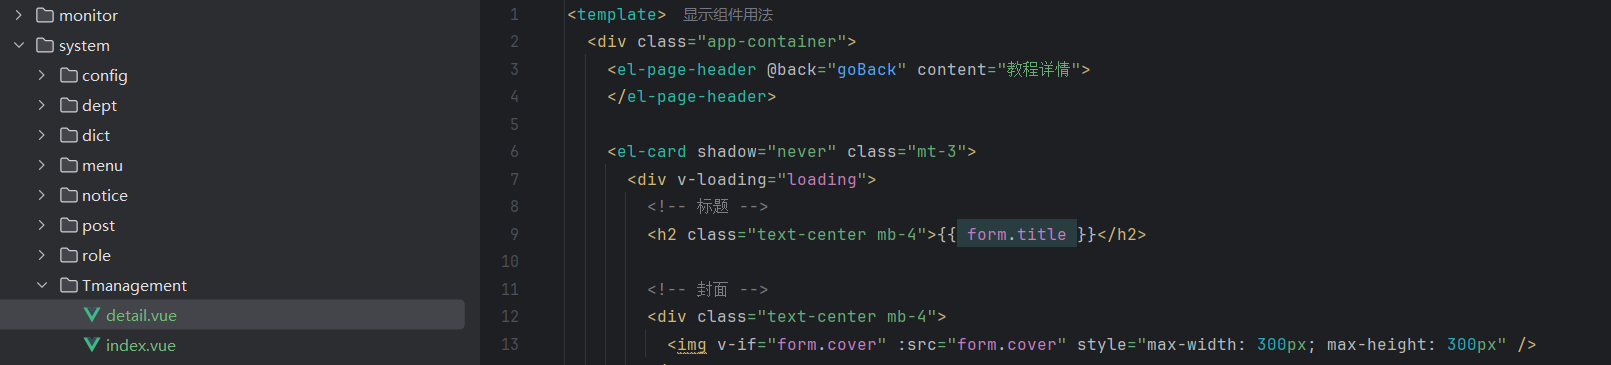 monitor
system
config
dept
dict
menu
notice
post
role
Tmanagement
detail.vue
index.vue
1 <template> 显示组件用法
2 <div class="app-container">
3 <el-page-header @back="goBack" content="教程详情">
4 </el-page-header>
5
6 <el-card shadow="never" class="mt-3">
7 <div v-loading="loading">
8 <!-- 标题 -->
9 <h2 class="text-center mb-4">{{ form.title }}</h2>
10
11 <!-- 封面 -->
12 <div class="text-center mb-4">
13 <img v-if="form.cover" :src="form.cover" style="max-width: 300px; max-height: 300px" />